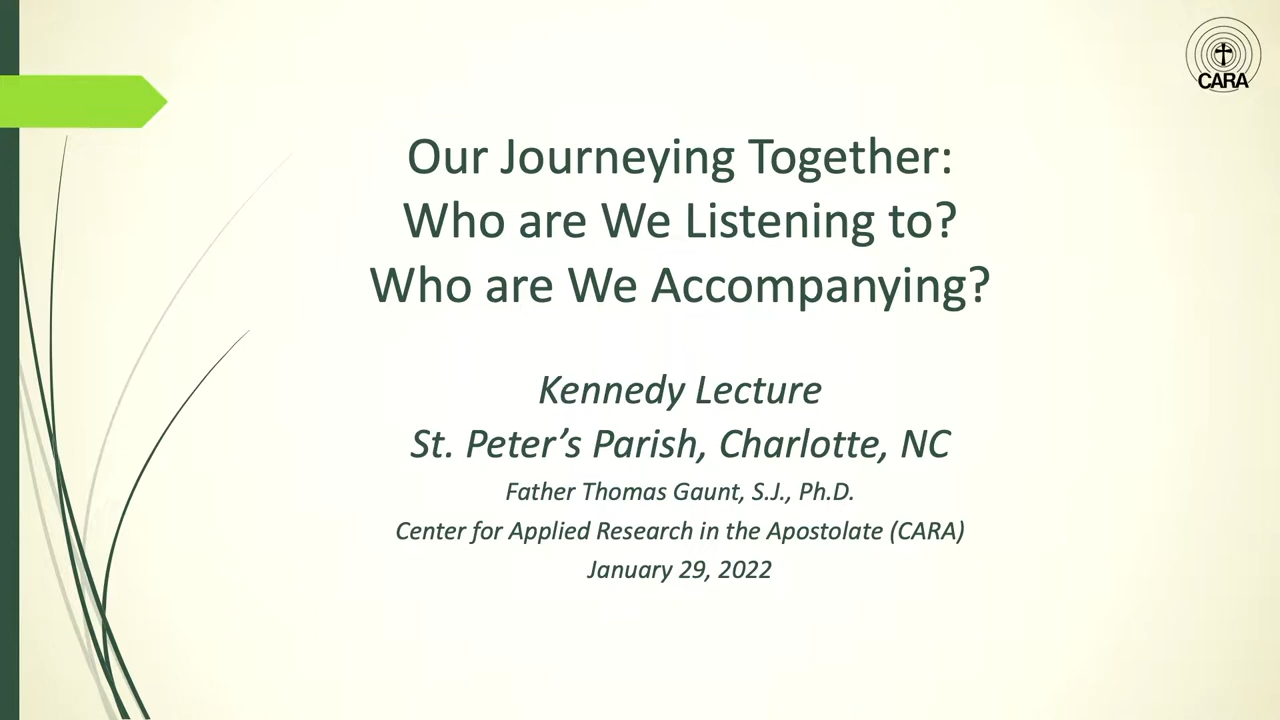 CARA
Our Journeying Together:
Who are We Listening to?
Who are We Accompanying?
Kennedy Lecture
St. Peter’s Parish, Charlotte, NC
Father Thomas Gaunt, S.J., Ph.D.
Center for Applied Research in the Apostolate (CARA)
January 29, 2022